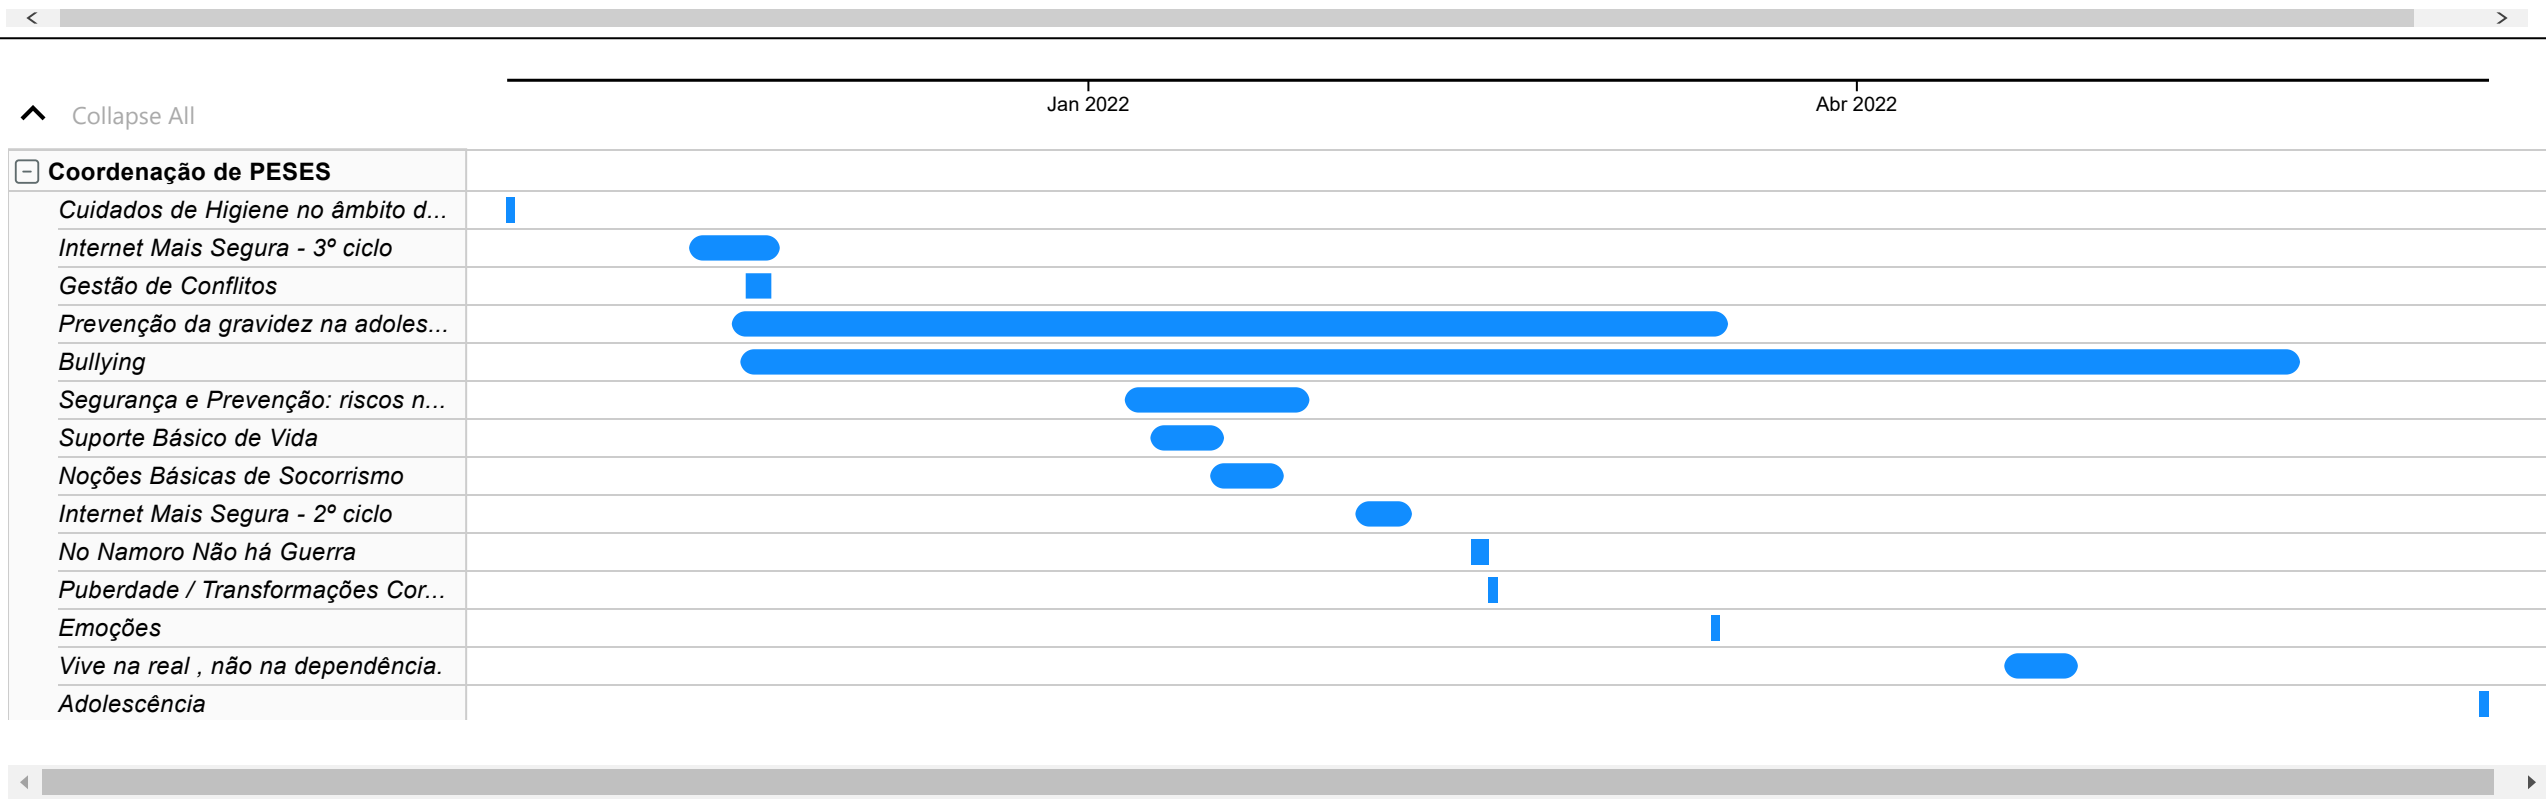 Jan 2022
Abr 2022
Collapse All
Coordenação de PESES
Cuidados de Higiene no âmbito d...
Internet Mais Segura - 3º ciclo
Gestão de Conflitos
Prevenção da gravidez na adoles...
Bullying
Segurança e Prevenção: riscos n...
Suporte Básico de Vida
Noções Básicas de Socorrismo
Internet Mais Segura - 2º ciclo
No Namoro Não há Guerra
Puberdade / Transformações Cor...
Emoções
Vive na real , não na dependência.
Adolescência